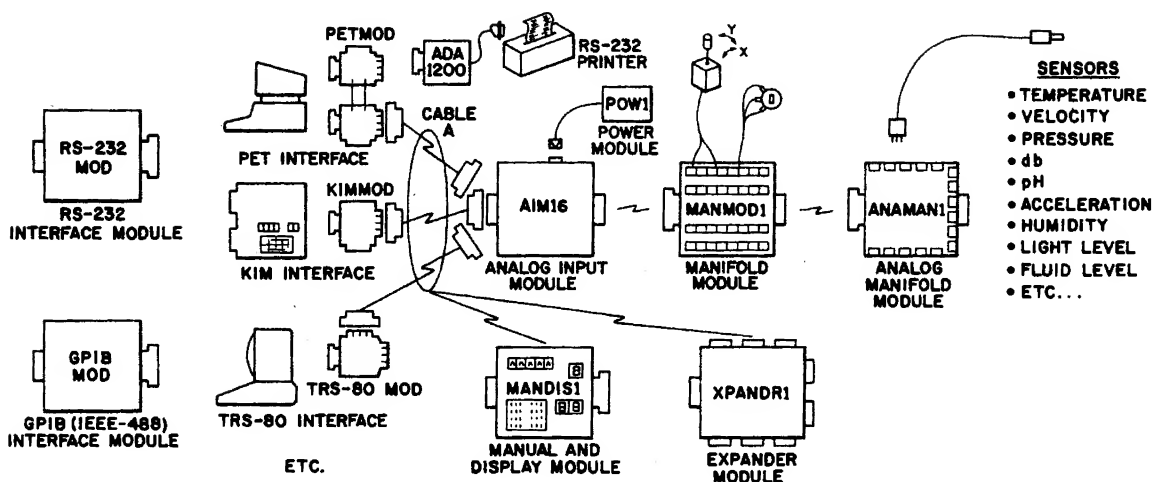 RS-232
MOD
RS-232
INTERFACE MODULE
GPIB
MOD
GPIB (IEEE-488)
INTERFACE MODULE
PETMOD
PET INTERFACE
ADA
1200
RS-232
PRINTER
CABLE
A
KIMMOD
KIM INTERFACE
TRS-80 MOD
TRS-80 INTERFACE
ETC.
POW1
POWER
MODULE
AIM16
ANALOG INPUT
MODULE
Y
X
MANMOD1
MANIFOLD
MODULE
ANAMAN1
ANALOG
MANIFOLD
MODULE
MANDIS1
MANUAL AND
DISPLAY MODULE
XPANDR1
EXPANDER
MODULE
SENSORS
• TEMPERATURE
• VELOCITY
• PRESSURE
• db
• pH
• ACCELERATION
• HUMIDITY
• LIGHT LEVEL
• FLUID LEVEL
• ETC...